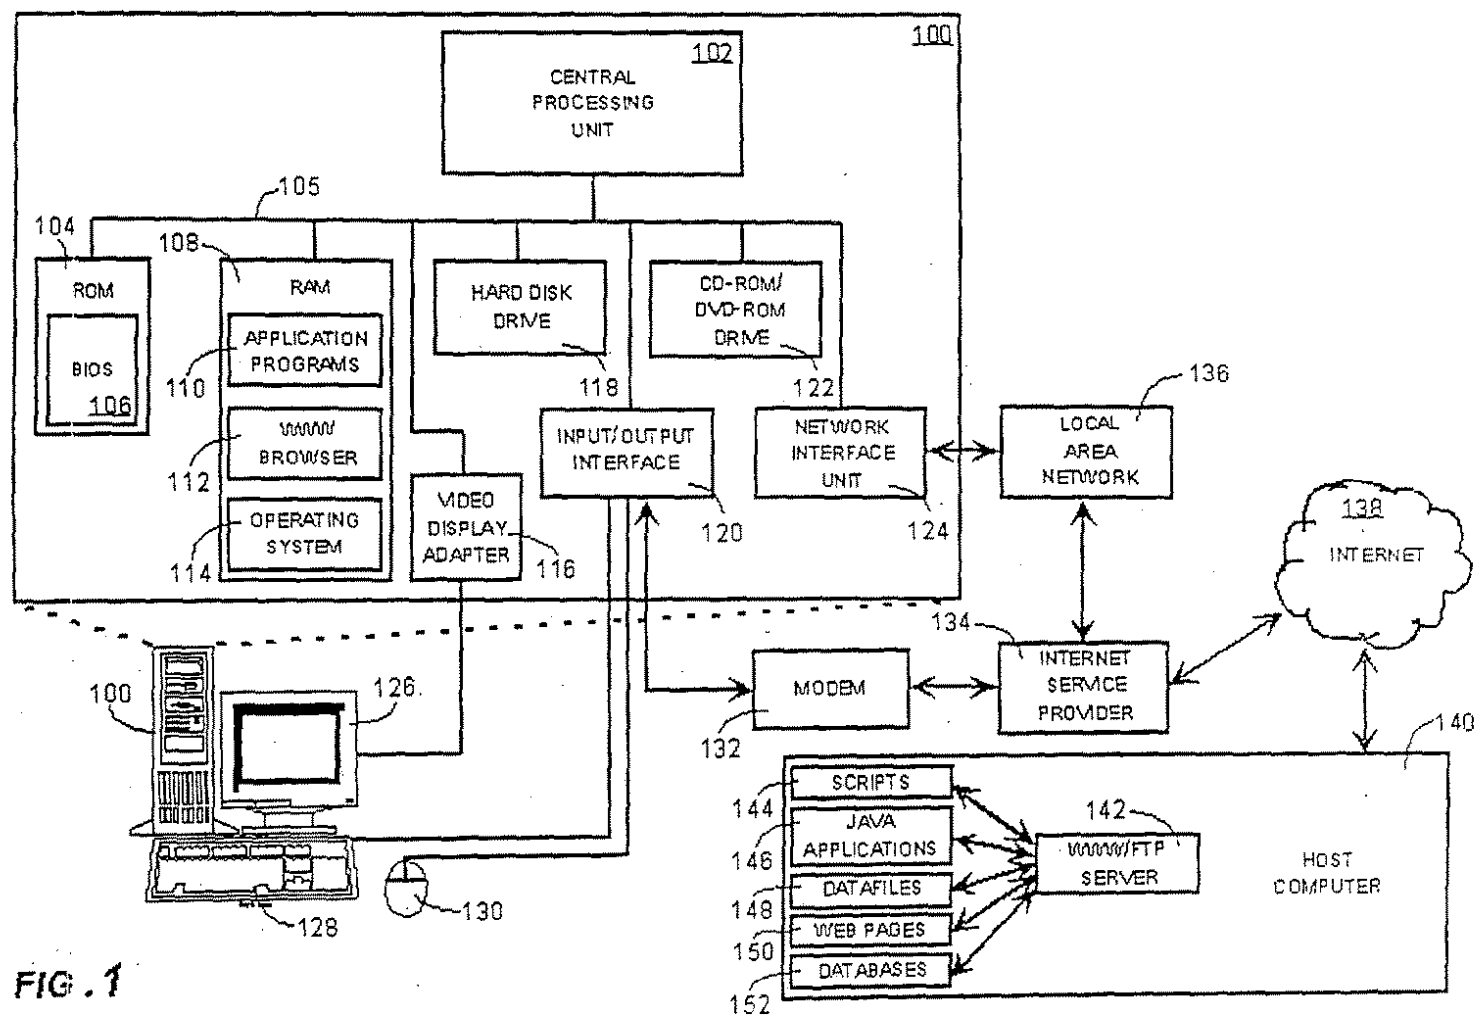 100
102
CENTRAL
PROCESSING
UNIT
105
104
ROM
BIOS
106
108
RAM
APPLICATION
PROGRAMS
110
WWW
BROWSER
112
OPERATING
SYSTEM
114
HARD DISK
DRIVE
118
CD-ROM/
DVD-ROM
DRIVE
122
VIDEO
DISPLAY
ADAPTER
116
INPUT/OUTPUT
INTERFACE
120
NETWORK
INTERFACE
UNIT
124
136
LOCAL
AREA
NETWORK
138
INTERNET
134
INTERNET
SERVICE
PROVIDER
MODEM
132
100
126
128
130
140
HOST
COMPUTER
142
WWW/FTP
SERVER
SCRIPTS
144
JAVA
APPLICATIONS
146
DATAFILES
148
WEB PAGES
150
DATABASES
152
FIG. 1